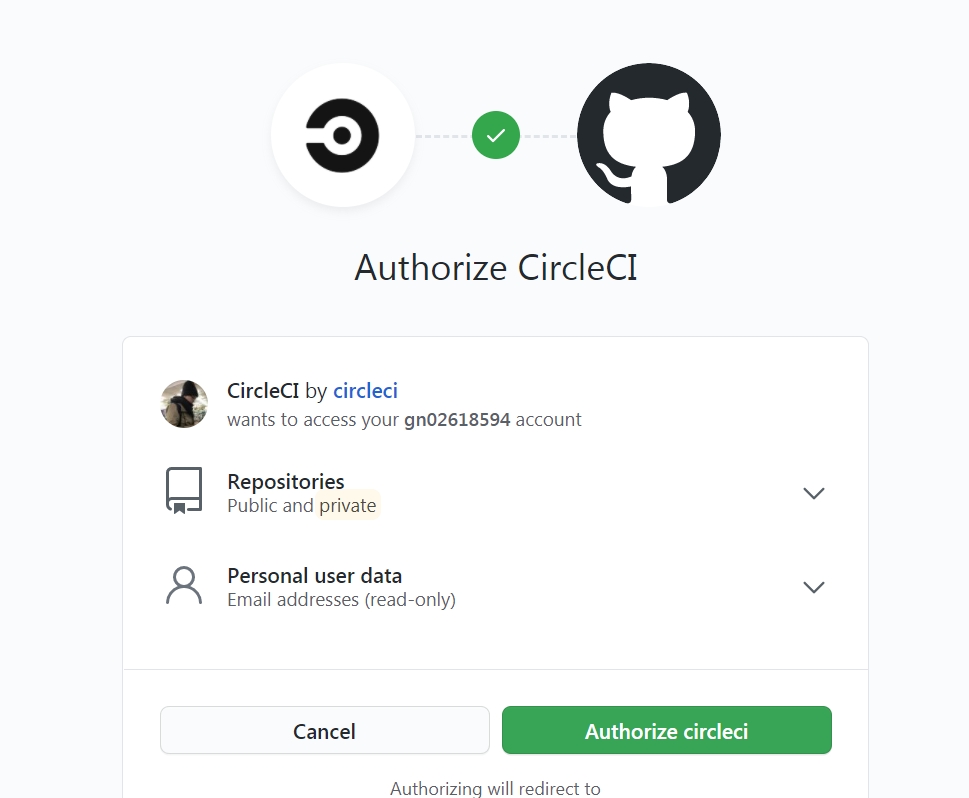 Authorize CircleCI
CircleCI by circleci
wants to access your gn02618594 account
Repositories
Public and private
Personal user data
Email addresses (read-only)
Cancel
Authorize circleci
Authorizing will redirect to